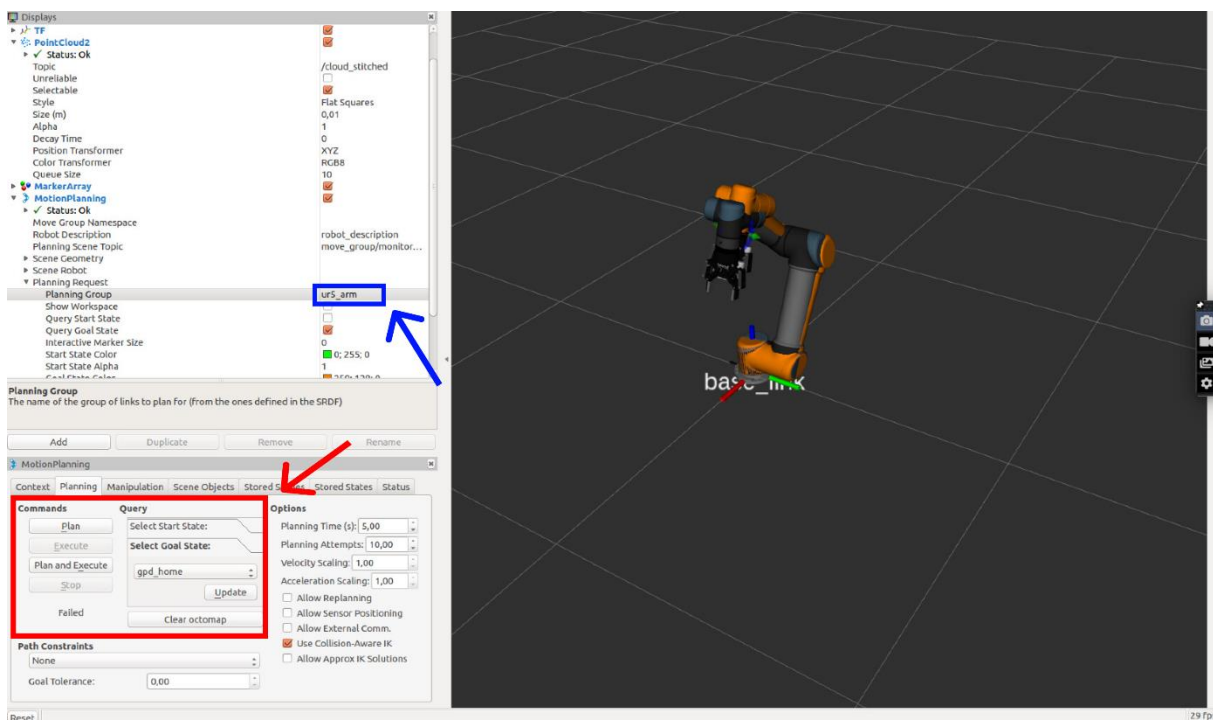 Displays
TF
PointCloud2
Status: Ok
Topic /cloud_stitched
Unreliable
Selectable
Style Flat Squares
Size (m) 0,01
Alpha 1
Decay Time 0
Position Transformer XYZ
Color Transformer RGB8
Queue Size 10
MarkerArray
MotionPlanning
Status: Ok
Move Group Namespace
Robot Description robot_description
Planning Scene Topic move_group/monitor...
Scene Geometry
Scene Robot
Planning Request
Planning Group ur5_arm
Show Workspace
Query Start State
Query Goal State
Interactive Marker Size 0
Start State Color 0; 255; 0
Start State Alpha 1
Planning Group
The name of the group of links to plan for (from the ones defined in the SRDF)
Add Duplicate Remove Rename
MotionPlanning
Context Planning Manipulation Scene Objects Stored Stored States Status
Commands Query Options
Plan Select Start State: Planning Time (s): 5,00
Execute Select Goal State: Planning Attempts: 10,00
Plan and Execute gpd_home Velocity Scaling: 1,00
Stop Update Acceleration Scaling: 1,00
Allow Replanning
Failed Clear octomap Allow Sensor Positioning
Allow External Comm.
Path Constraints Use Collision-Aware IK
None Allow Approx IK Solutions
Goal Tolerance: 0,00
Reset
base_link
29 fp